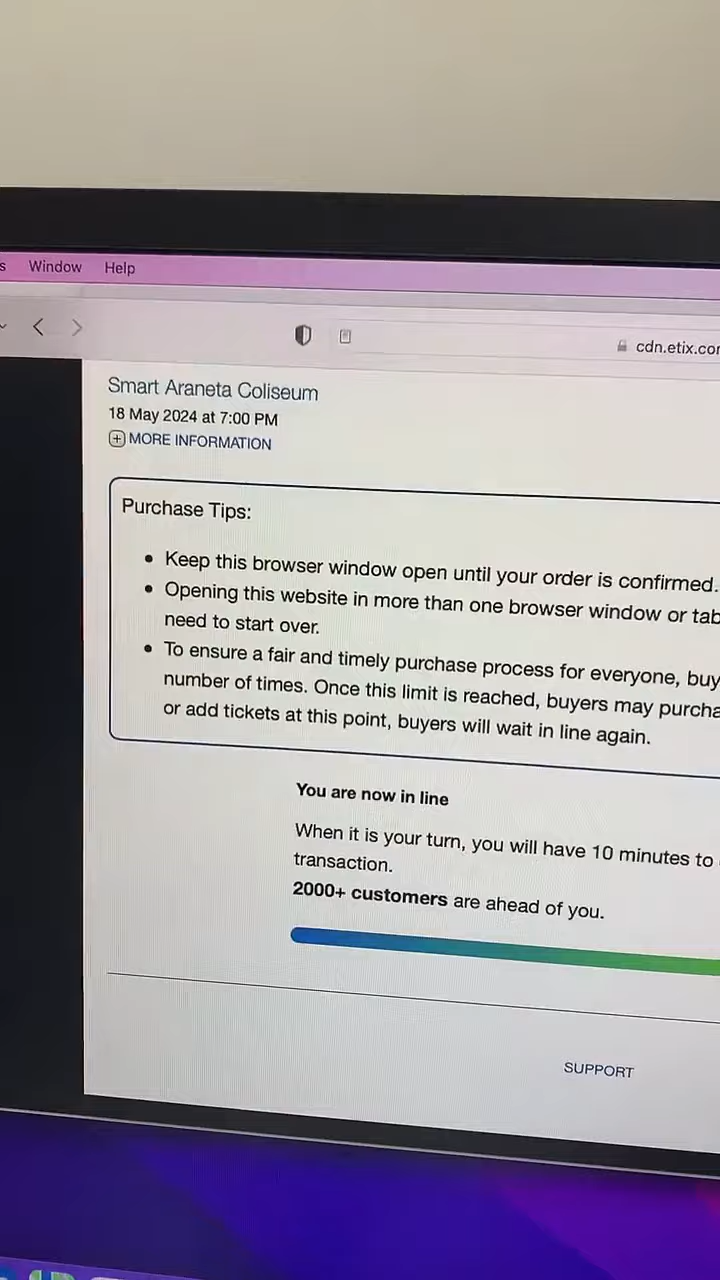 s Window Help
cdn.etix.co
Smart Araneta Coliseum
18 May 2024 at 7:00 PM
MORE INFORMATION
Purchase Tips:
• Keep this browser window open until your order is confirmed.
• Opening this website in more than one browser window or tab
need to start over.
• To ensure a fair and timely purchase process for everyone, buy
number of times. Once this limit is reached, buyers may purcha
or add tickets at this point, buyers will wait in line again.
You are now in line
When it is your turn, you will have 10 minutes to
transaction.
2000+ customers are ahead of you.
SUPPORT